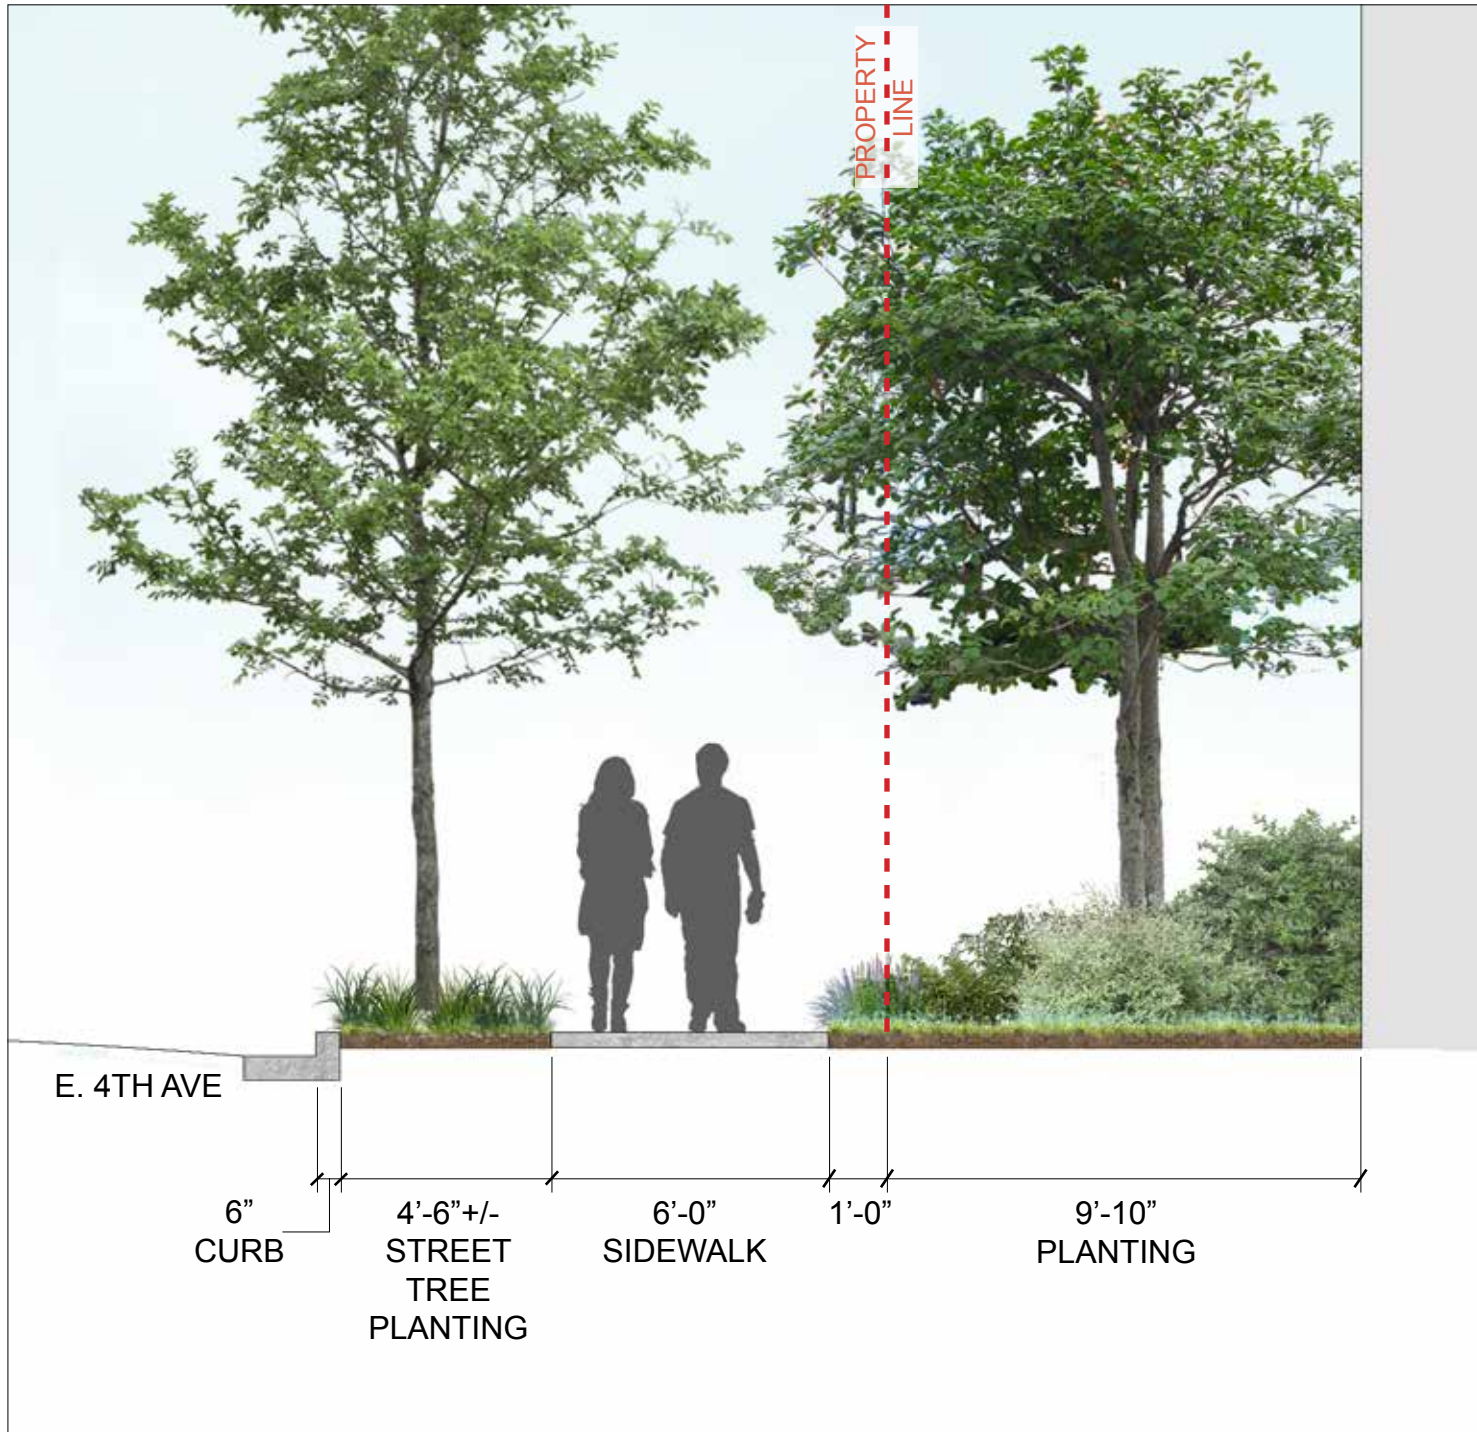 PROPERTY
LINE
E. 4TH AVE
6”
CURB
4’-6”+/-
STREET
TREE
PLANTING
6’-0”
SIDEWALK
1’-0”
9’-10”
PLANTING